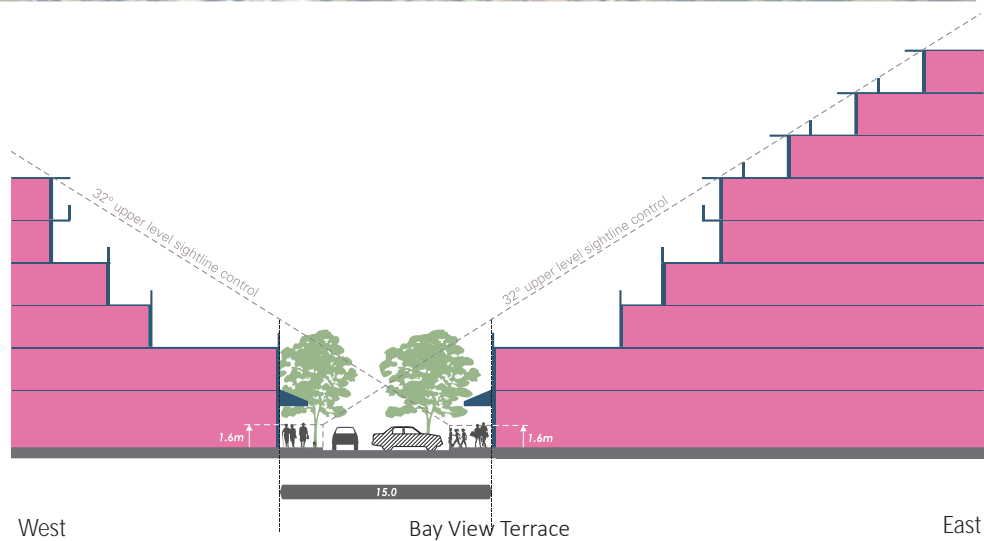 32° upper level sightline control
32° upper level sightline control
1.6m
1.6m
15.0
West
Bay View Terrace
East